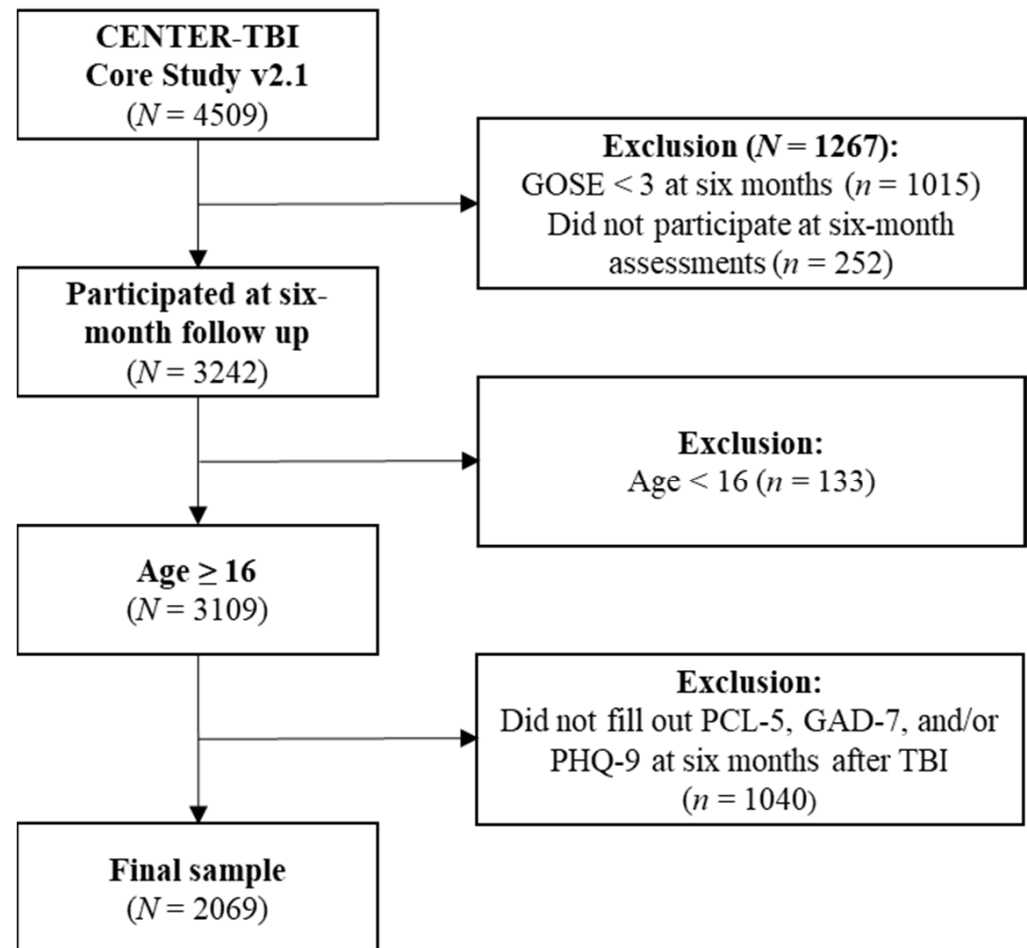 CENTER-TBI
Core Study v2.1
(N = 4509)
Exclusion (N = 1267):
GOSE < 3 at six months (n = 1015)
Did not participate at six-month
assessments (n = 252)
Participated at six-
month follow up
(N = 3242)
Exclusion:
Age < 16 (n = 133)
Age ≥ 16
(N = 3109)
Exclusion:
Did not fill out PCL-5, GAD-7, and/or
PHQ-9 at six months after TBI
(n = 1040)
Final sample
(N = 2069)